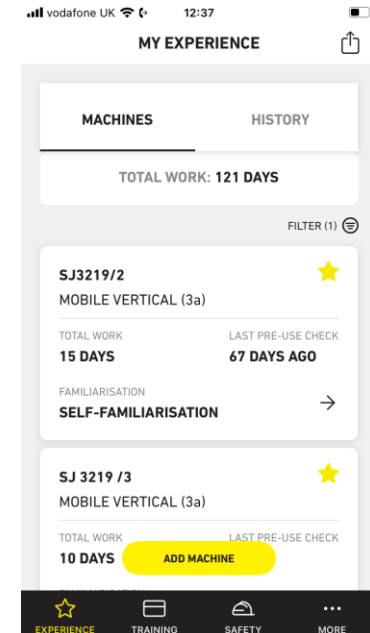 vodafone UK 12:37
MY EXPERIENCE
MACHINES HISTORY
TOTAL WORK: 121 DAYS
FILTER (1)
SJ3219/2
MOBILE VERTICAL (3a)
TOTAL WORK LAST PRE-USE CHECK
15 DAYS 67 DAYS AGO
FAMILIARISATION
SELF-FAMILIARISATION
SJ 3219 /3
MOBILE VERTICAL (3a)
TOTAL WORK LAST PRE-USE CHECK
10 DAYS ADD MACHINE
EXPERIENCE TRAINING SAFETY MORE